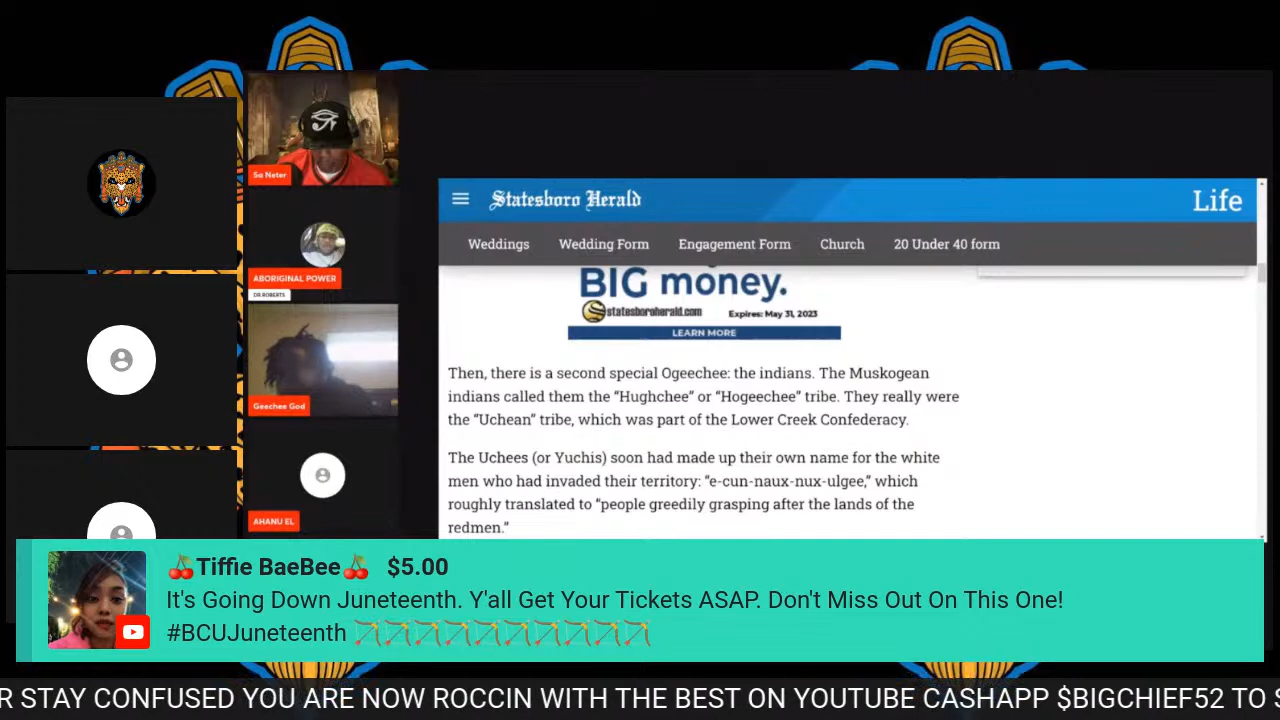 Sa Neter
ABORIGINAL POWER
DR ROBERTS
Geechee God
AHANU EL
Statesboro Herald
Life
Weddings Wedding Form Engagement Form Church 20 Under 40 form
BIG money.
statesboroherald.com Expires: May 31, 2023
LEARN MORE
Then, there is a second special Ogeechee: the indians. The Muskogean
indians called them the “Hughchee” or “Hogeechee” tribe. They really were
the “Uchean” tribe, which was part of the Lower Creek Confederacy.
The Uchees (or Yuchis) soon had made up their own name for the white
men who had invaded their territory: “e-cun-naux-nux-ulgee,” which
roughly translated to “people greedily grasping after the lands of the
redmen.”
🍒Tiffie BaeBee🍒 $5.00
It's Going Down Juneteenth. Y'all Get Your Tickets ASAP. Don't Miss Out On This One!
#BCUJuneteenth 🏹🏹🏹🏹🏹🏹🏹🏹🏹🏹
R STAY CONFUSED YOU ARE NOW ROCCIN WITH THE BEST ON YOUTUBE CASHAPP $BIGCHIEF52 TO S